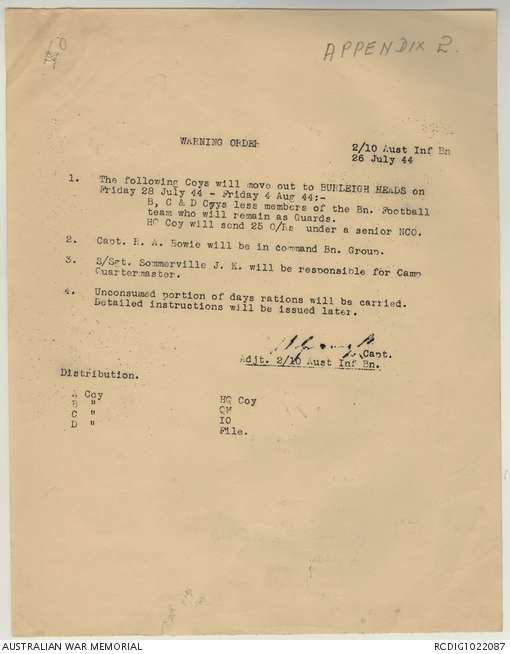 APPENDIX 2.
WARNING ORDER
2/10 Aust Inf Bn
26 July 44
1. The following Coys will move out to BURLEIGH HEADS on
Friday 28 July 44 - Friday 4 Aug 44:-
B, C & D Coys less members of the Bn. Football
team who will remain as Guards.
HQ Coy will send 25 O/Rs under a senior NCO.
2. Capt. R. A. Bowie will be in command Bn. Group.
3. S/Sgt. Sommerville J. K. will be responsible for Camp
Quartermaster.
4. Unconsumed portion of days rations will be carried.
Detailed instructions will be issued later.
Capt.
Adjt. 2/10 Aust Inf Bn.
Distribution.
A Coy HQ Coy
B " QM
C " IO
D " File.
AUSTRALIAN WAR MEMORIAL
RCDIG1022087